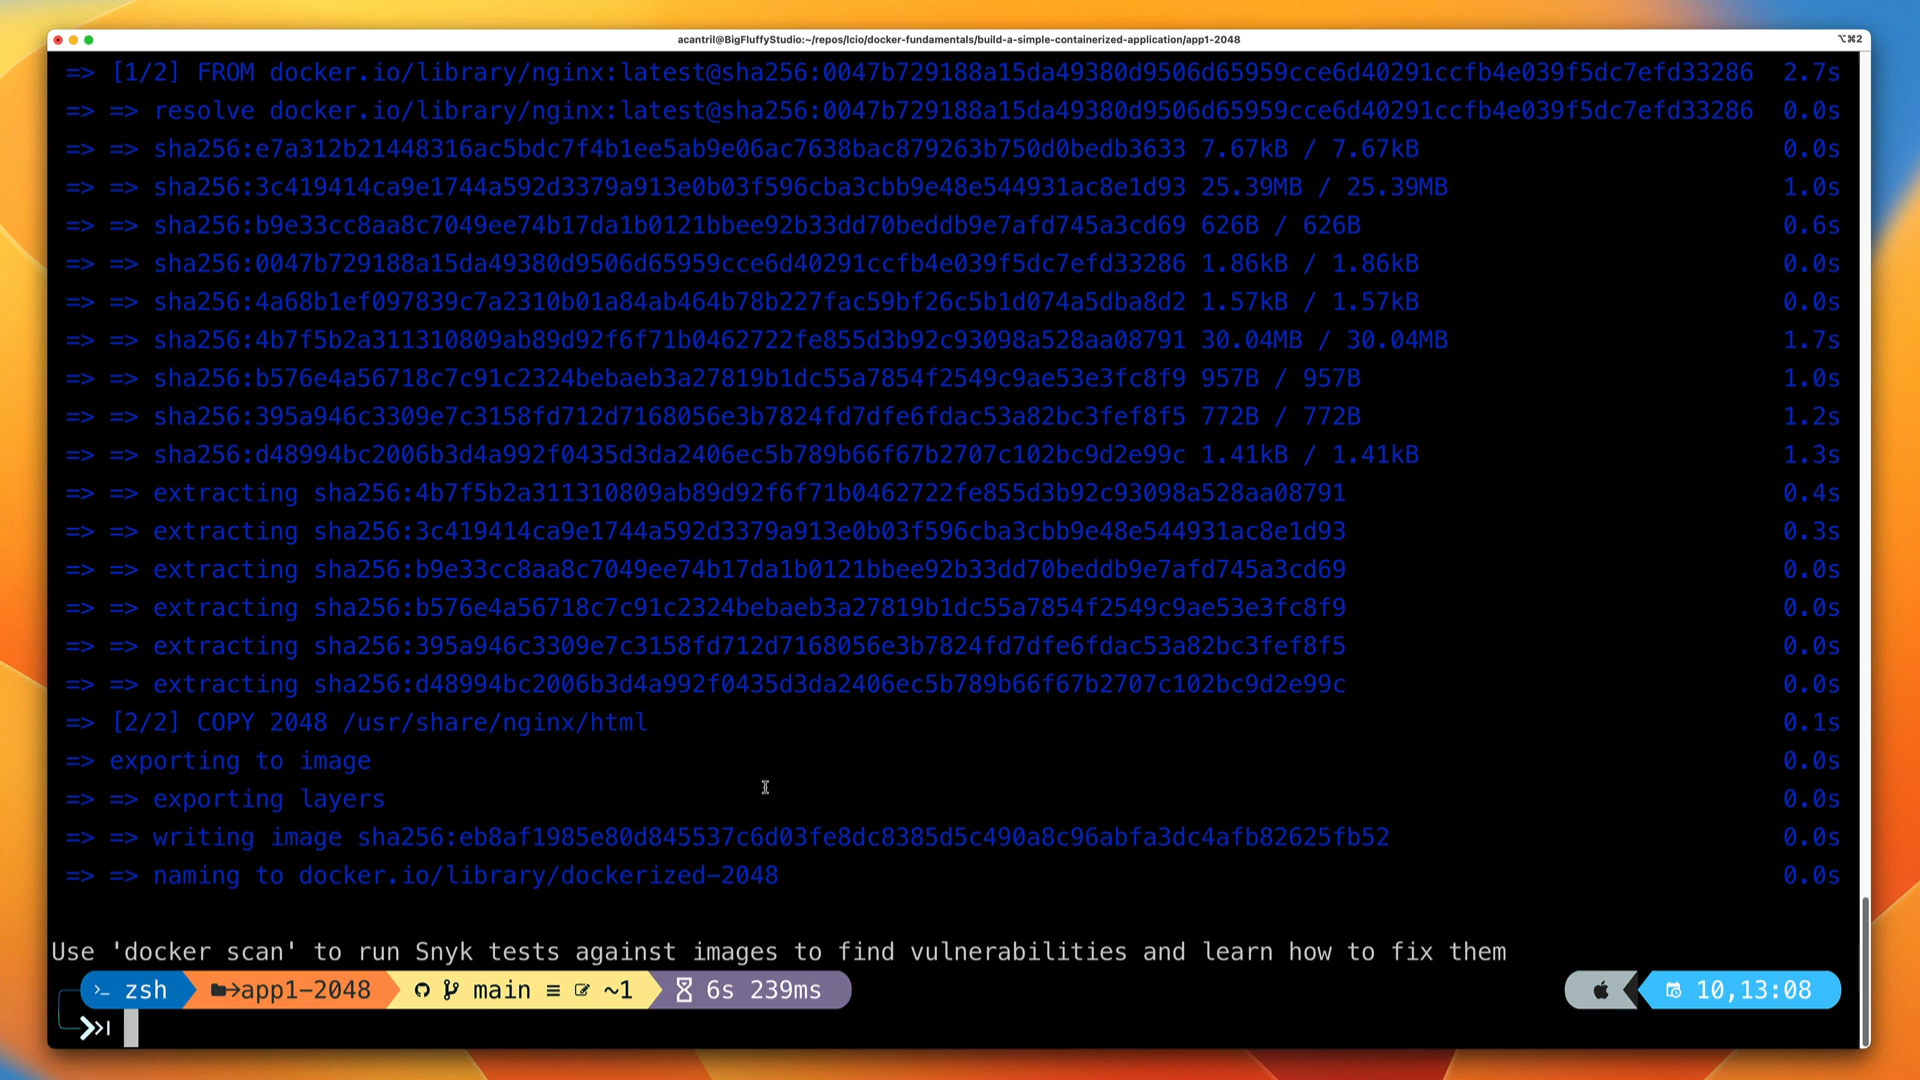 acantril@BigFluffyStudio:~/repos/lcio/docker-fundamentals/build-a-simple-containerized-application/app1-2048
⌥⌘2
=> [1/2] FROM docker.io/library/nginx:latest@sha256:0047b729188a15da49380d9506d65959cce6d40291ccfb4e039f5dc7efd33286 2.7s
=> => resolve docker.io/library/nginx:latest@sha256:0047b729188a15da49380d9506d65959cce6d40291ccfb4e039f5dc7efd33286 0.0s
=> => sha256:e7a312b21448316ac5bdc7f4b1ee5ab9e06ac7638bac879263b750d0bedb3633 7.67kB / 7.67kB 0.0s
=> => sha256:3c419414ca9e1744a592d3379a913e0b03f596cba3cbb9e48e544931ac8e1d93 25.39MB / 25.39MB 1.0s
=> => sha256:b9e33cc8aa8c7049ee74b17da1b0121bbee92b33dd70beddb9e7afd745a3cd69 626B / 626B 0.6s
=> => sha256:0047b729188a15da49380d9506d65959cce6d40291ccfb4e039f5dc7efd33286 1.86kB / 1.86kB 0.0s
=> => sha256:4a68b1ef097839c7a2310b01a84ab464b78b227fac59bf26c5b1d074a5dba8d2 1.57kB / 1.57kB 0.0s
=> => sha256:4b7f5b2a311310809ab89d92f6f71b0462722fe855d3b92c93098a528aa08791 30.04MB / 30.04MB 1.7s
=> => sha256:b576e4a56718c7c91c2324bebaeb3a27819b1dc55a7854f2549c9ae53e3fc8f9 957B / 957B 1.0s
=> => sha256:395a946c3309e7c3158fd712d7168056e3b7824fd7dfe6fdac53a82bc3fef8f5 772B / 772B 1.2s
=> => sha256:d48994bc2006b3d4a992f0435d3da2406ec5b789b66f67b2707c102bc9d2e99c 1.41kB / 1.41kB 1.3s
=> => extracting sha256:4b7f5b2a311310809ab89d92f6f71b0462722fe855d3b92c93098a528aa08791 0.4s
=> => extracting sha256:3c419414ca9e1744a592d3379a913e0b03f596cba3cbb9e48e544931ac8e1d93 0.3s
=> => extracting sha256:b9e33cc8aa8c7049ee74b17da1b0121bbee92b33dd70beddb9e7afd745a3cd69 0.0s
=> => extracting sha256:b576e4a56718c7c91c2324bebaeb3a27819b1dc55a7854f2549c9ae53e3fc8f9 0.0s
=> => extracting sha256:395a946c3309e7c3158fd712d7168056e3b7824fd7dfe6fdac53a82bc3fef8f5 0.0s
=> => extracting sha256:d48994bc2006b3d4a992f0435d3da2406ec5b789b66f67b2707c102bc9d2e99c 0.0s
=> [2/2] COPY 2048 /usr/share/nginx/html 0.1s
=> exporting to image 0.0s
=> => exporting layers 0.0s
=> => writing image sha256:eb8af1985e80d845537c6d03fe8dc8385d5c490a8c96abfa3dc4afb82625fb52 0.0s
=> => naming to docker.io/library/dockerized-2048 0.0s
Use 'docker scan' to run Snyk tests against images to find vulnerabilities and learn how to fix them
zsh app1-2048 main ≡ ~1 6s 239ms 10,13:08